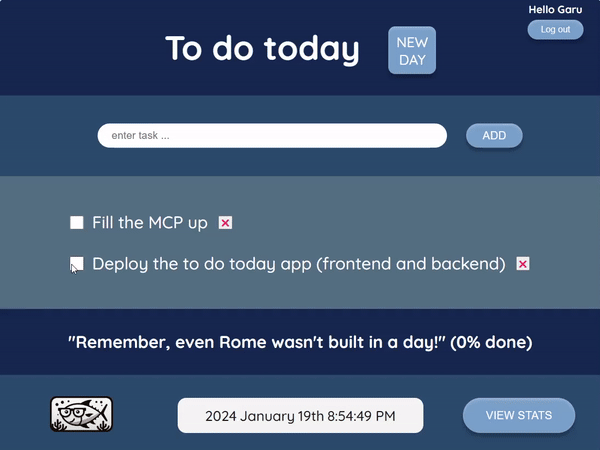 Hello Garu
Log out
To do today
NEW
DAY
enter task ...
ADD
Fill the MCP up
Deploy the to do today app (frontend and backend)
"Remember, even Rome wasn't built in a day!" (0% done)
2024 January 19th 8:54:49 PM
VIEW STATS